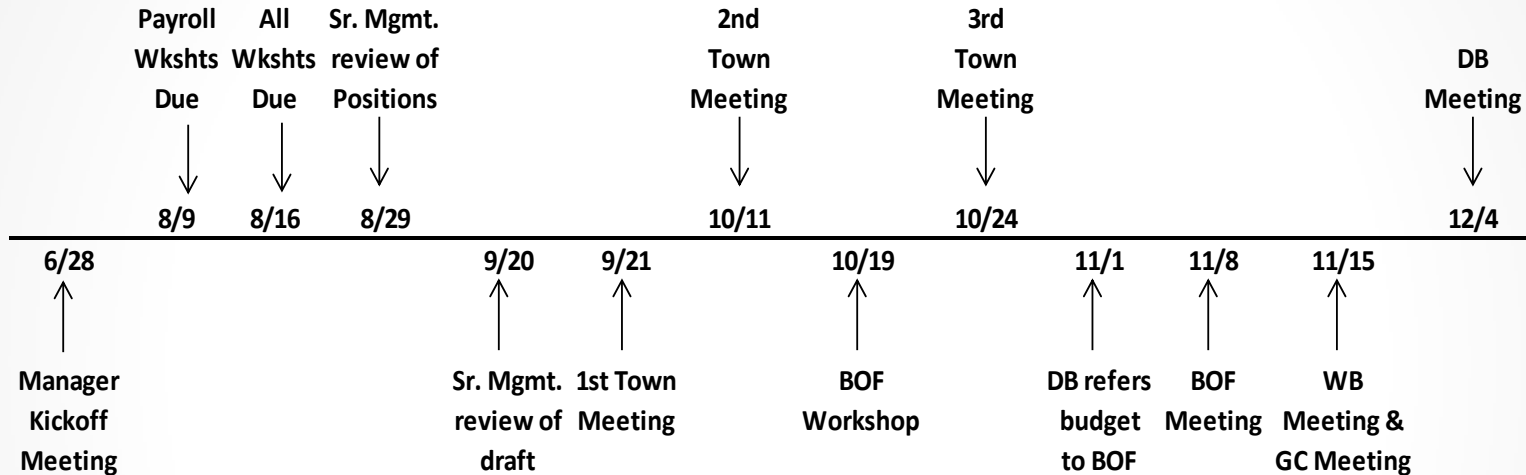 Payroll
Wkshts
Due
All
Wkshts
Due
Sr. Mgmt.
review of
Positions
2nd
Town
Meeting
3rd
Town
Meeting
DB
Meeting
8/9
8/16
8/29
10/11
10/24
12/4
6/28
9/20
9/21
10/19
11/1
11/8
11/15
Manager
Kickoff
Meeting
Sr. Mgmt.
review of
draft
1st Town
Meeting
BOF
Workshop
DB refers
budget
to BOF
BOF
Meeting
WB
Meeting &
GC Meeting